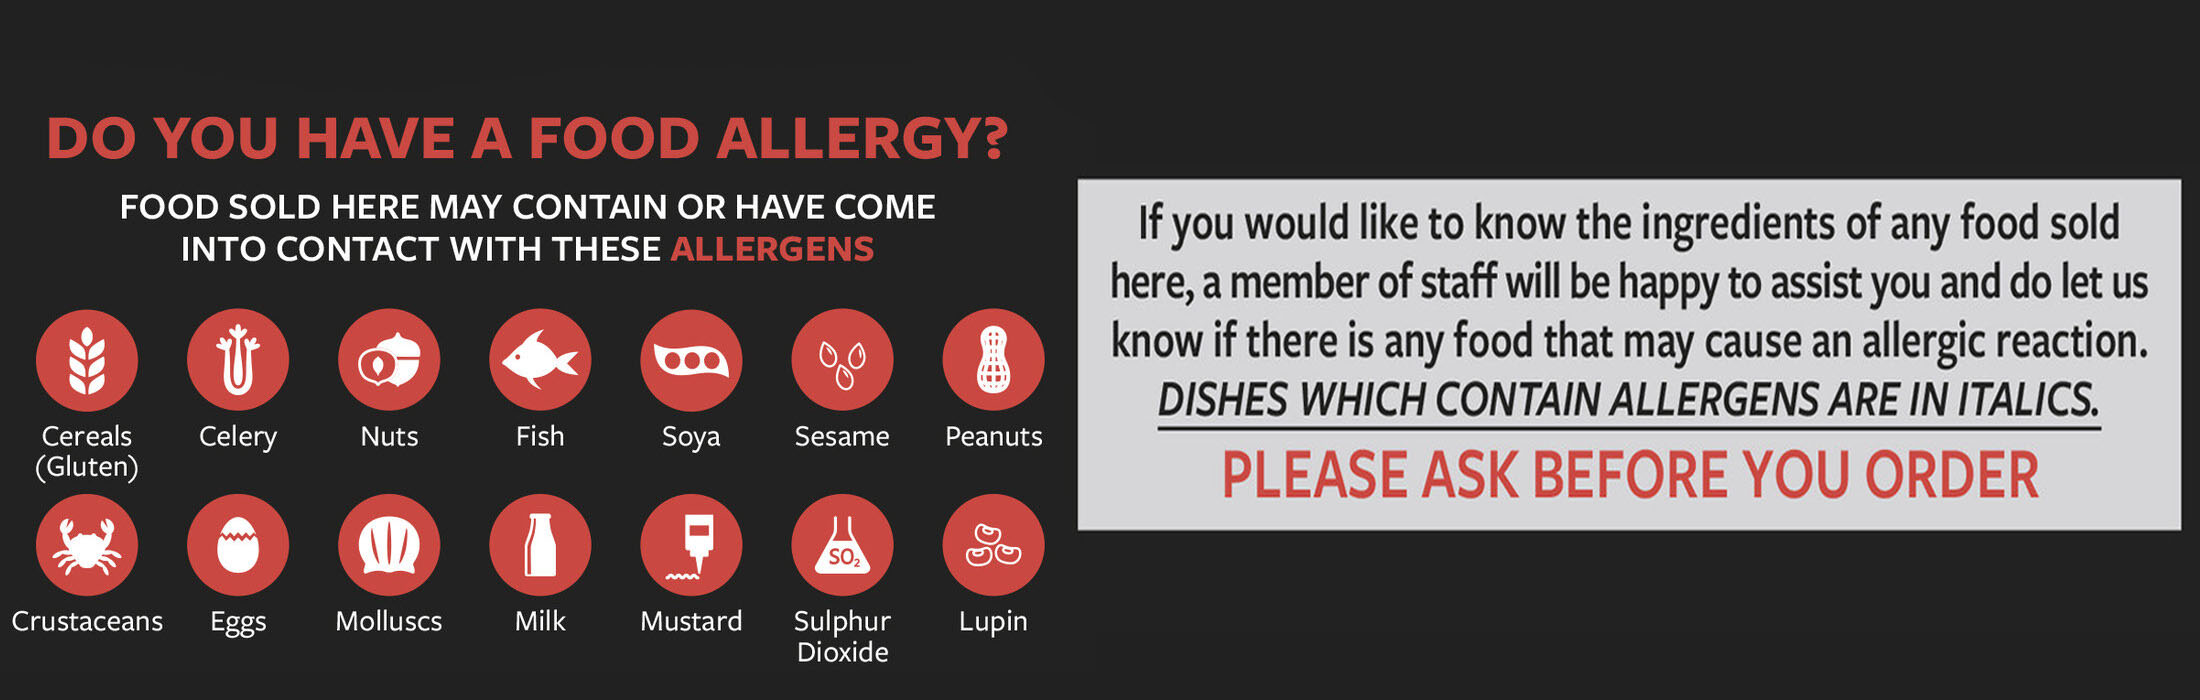 DO YOU HAVE A FOOD ALLERGY?
FOOD SOLD HERE MAY CONTAIN OR HAVE COME
INTO CONTACT WITH THESE ALLERGENS
Cereals
(Gluten)
Celery
Nuts
Fish
Soya
Sesame
Peanuts
Crustaceans
Eggs
Molluscs
Milk
Mustard
SO₂
Sulphur
Dioxide
Lupin
If you would like to know the ingredients of any food sold
here, a member of staff will be happy to assist you and do let us
know if there is any food that may cause an allergic reaction.
DISHES WHICH CONTAIN ALLERGENS ARE IN ITALICS.
PLEASE ASK BEFORE YOU ORDER